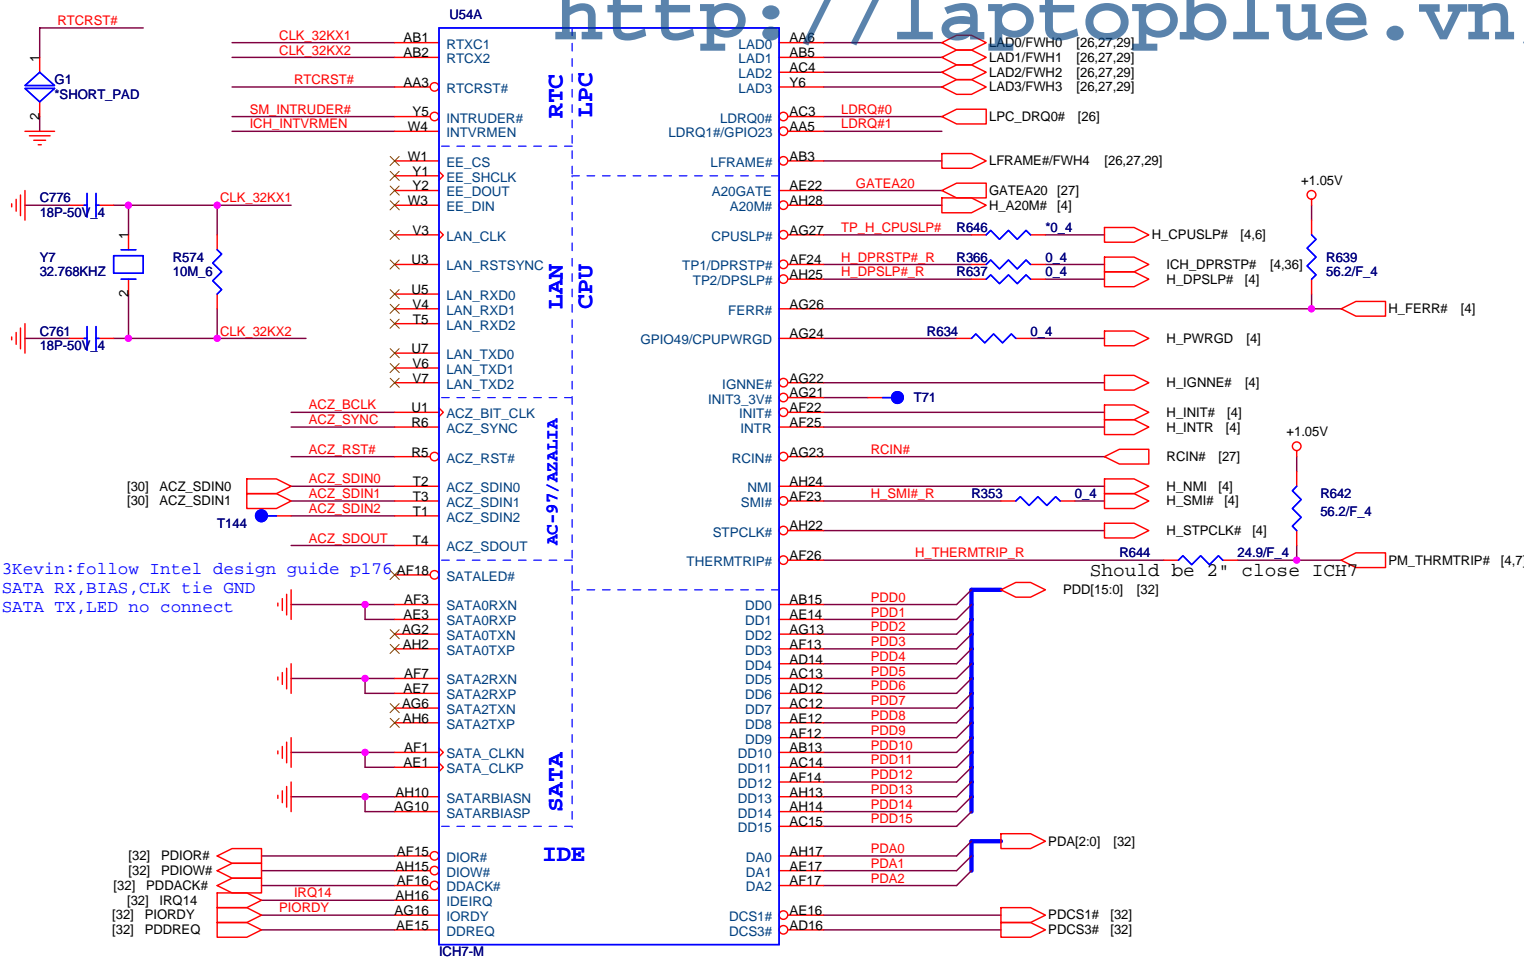 http://laptopblue.vn
U54A
RTCRST#
1
G1
*SHORT_PAD
2
CLK_32KX1 AB1 RTXC1
CLK_32KX2 AB2 RTCX2
RTCRST# AA3 RTCRST#
SM_INTRUDER# Y5 INTRUDER#
ICH_INTVRMEN W4 INTVRMEN
RTC
LPC
W1 EE_CS
Y1 EE_SHCLK
Y2 EE_DOUT
W3 EE_DIN
V3 LAN_CLK
U3 LAN_RSTSYNC
U5 LAN_RXD0
V4 LAN_RXD1
T5 LAN_RXD2
U7 LAN_TXD0
V6 LAN_TXD1
V7 LAN_TXD2
LAN
CPU
C776
18P-50V_4
CLK_32KX1
1
Y7
32.768KHZ
2
R574
10M_6
C761
18P-50V_4
CLK_32KX2
ACZ_BCLK U1 ACZ_BIT_CLK
ACZ_SYNC R6 ACZ_SYNC
ACZ_RST# R5 ACZ_RST#
[30] ACZ_SDIN0 ACZ_SDIN0 T2 ACZ_SDIN0
[30] ACZ_SDIN1 ACZ_SDIN1 T3 ACZ_SDIN1
T144 ACZ_SDIN2 T1 ACZ_SDIN2
ACZ_SDOUT T4 ACZ_SDOUT
AC-97/AZALIA
3Kevin:follow Intel design guide p176
SATA RX,BIAS,CLK tie GND
SATA TX,LED no connect
AF18 SATALED#
AF3 SATA0RXN
AE3 SATA0RXP
AG2 SATA0TXN
AH2 SATA0TXP
AF7 SATA2RXN
AE7 SATA2RXP
AG6 SATA2TXN
AH6 SATA2TXP
AF1 SATA_CLKN
AE1 SATA_CLKP
AH10 SATARBIASN
AG10 SATARBIASP
SATA
IDE
[32] PDIOR# AF15 DIOR#
[32] PDIOW# AH15 DIOW#
[32] PDDACK# AF16 DDACK#
[32] IRQ14 IRQ14 AH16 IDEIRQ
[32] PIORDY PIORDY AG16 IORDY
[32] PDDREQ AE15 DDREQ
ICH7-M
LAD0 AA6 LAD0/FWH0 [26,27,29]
LAD1 AB5 LAD1/FWH1 [26,27,29]
LAD2 AC4 LAD2/FWH2 [26,27,29]
LAD3 Y6 LAD3/FWH3 [26,27,29]
LDRQ0# AC3 LDRQ#0 LPC_DRQ0# [26]
LDRQ1#/GPIO23 AA5 LDRQ#1
LFRAME# AB3 LFRAME#/FWH4 [26,27,29]
A20GATE AE22 GATEA20 GATEA20 [27]
A20M# AH28 H_A20M# [4]
CPUSLP# AG27 TP_H_CPUSLP# R646 *0_4 H_CPUSLP# [4,6]
TP1/DPRSTP# AF24 H_DPRSTP#_R R366 0_4 ICH_DPRSTP# [4,36]
TP2/DPSLP# AH25 H_DPSLP#_R R637 0_4 H_DPSLP# [4]
+1.05V
R639
56.2/F_4
FERR# AG26 H_FERR# [4]
GPIO49/CPUPWRGD AG24 R634 0_4 H_PWRGD [4]
IGNNE# AG22 H_IGNNE# [4]
INIT3_3V# AG21 T71
INIT# AF22 H_INIT# [4]
INTR AF25 H_INTR [4]
RCIN# AG23 RCIN# RCIN# [27]
NMI AH24 H_NMI [4]
SMI# AF23 H_SMI#_R R353 0_4 H_SMI# [4]
STPCLK# AH22 H_STPCLK# [4]
+1.05V
R642
56.2/F_4
THERMTRIP# AF26 H_THERMTRIP_R R644 24.9/F_4 PM_THRMTRIP# [4,7]
Should be 2" close ICH7
PDD[15:0] [32]
DD0 AB15 PDD0
DD1 AE14 PDD1
DD2 AG13 PDD2
DD3 AF13 PDD3
DD4 AD14 PDD4
DD5 AC13 PDD5
DD6 AD12 PDD6
DD7 AC12 PDD7
DD8 AE12 PDD8
DD9 AF12 PDD9
DD10 AB13 PDD10
DD11 AC14 PDD11
DD12 AF14 PDD12
DD13 AH13 PDD13
DD14 AH14 PDD14
DD15 AC15 PDD15
DA0 AH17 PDA0 PDA[2:0] [32]
DA1 AE17 PDA1
DA2 AF17 PDA2
DCS1# AE16 PDCS1# [32]
DCS3# AD16 PDCS3# [32]